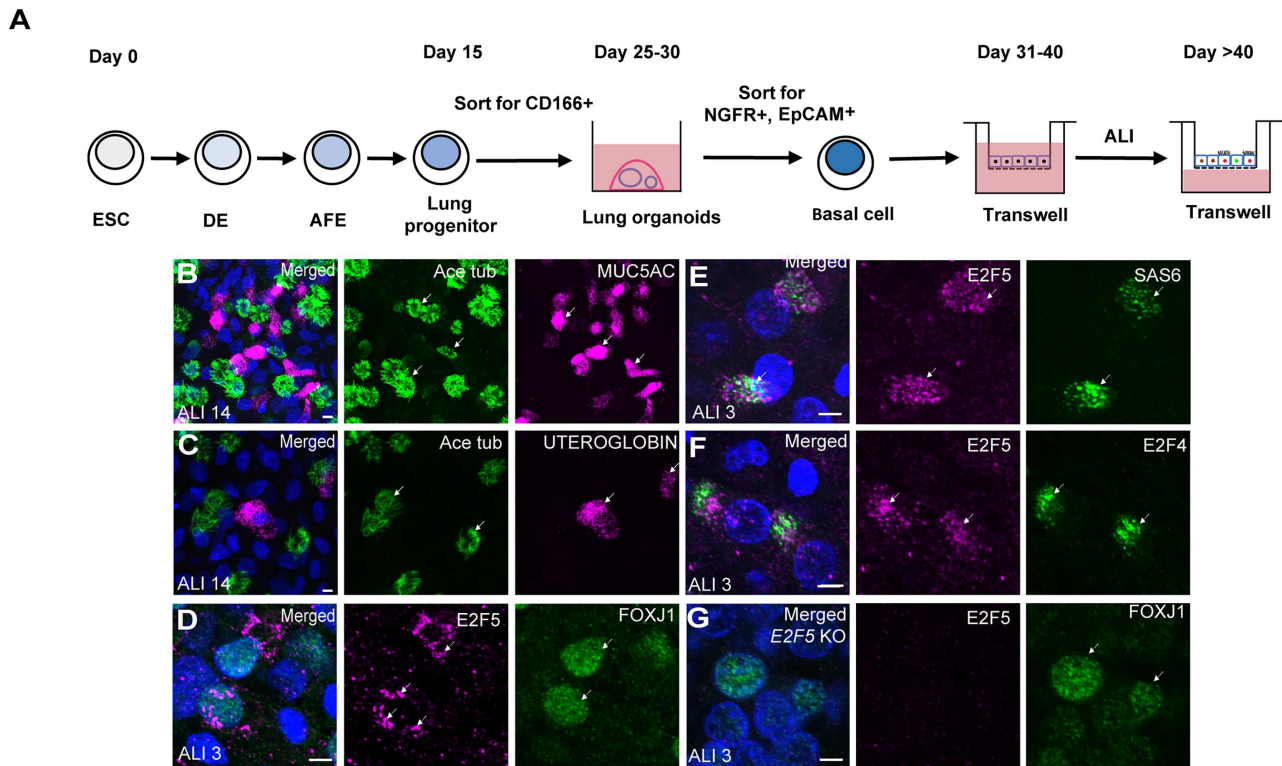 A
Day 0
Day 15
Day 25-30
Day 31-40
Day >40
Sort for CD166+
Sort for
NGFR+, EpCAM+
ALI
ESC
DE
AFE
Lung
progenitor
Lung organoids
Basal cell
Transwell
Transwell
B
Merged
ALI 14
Ace tub
MUC5AC
E
Merged
ALI 3
E2F5
SAS6
C
Merged
ALI 14
Ace tub
UTEROGLOBIN
F
Merged
ALI 3
E2F5
E2F4
D
Merged
ALI 3
E2F5
FOXJ1
G
Merged
E2F5 KO
ALI 3
E2F5
FOXJ1